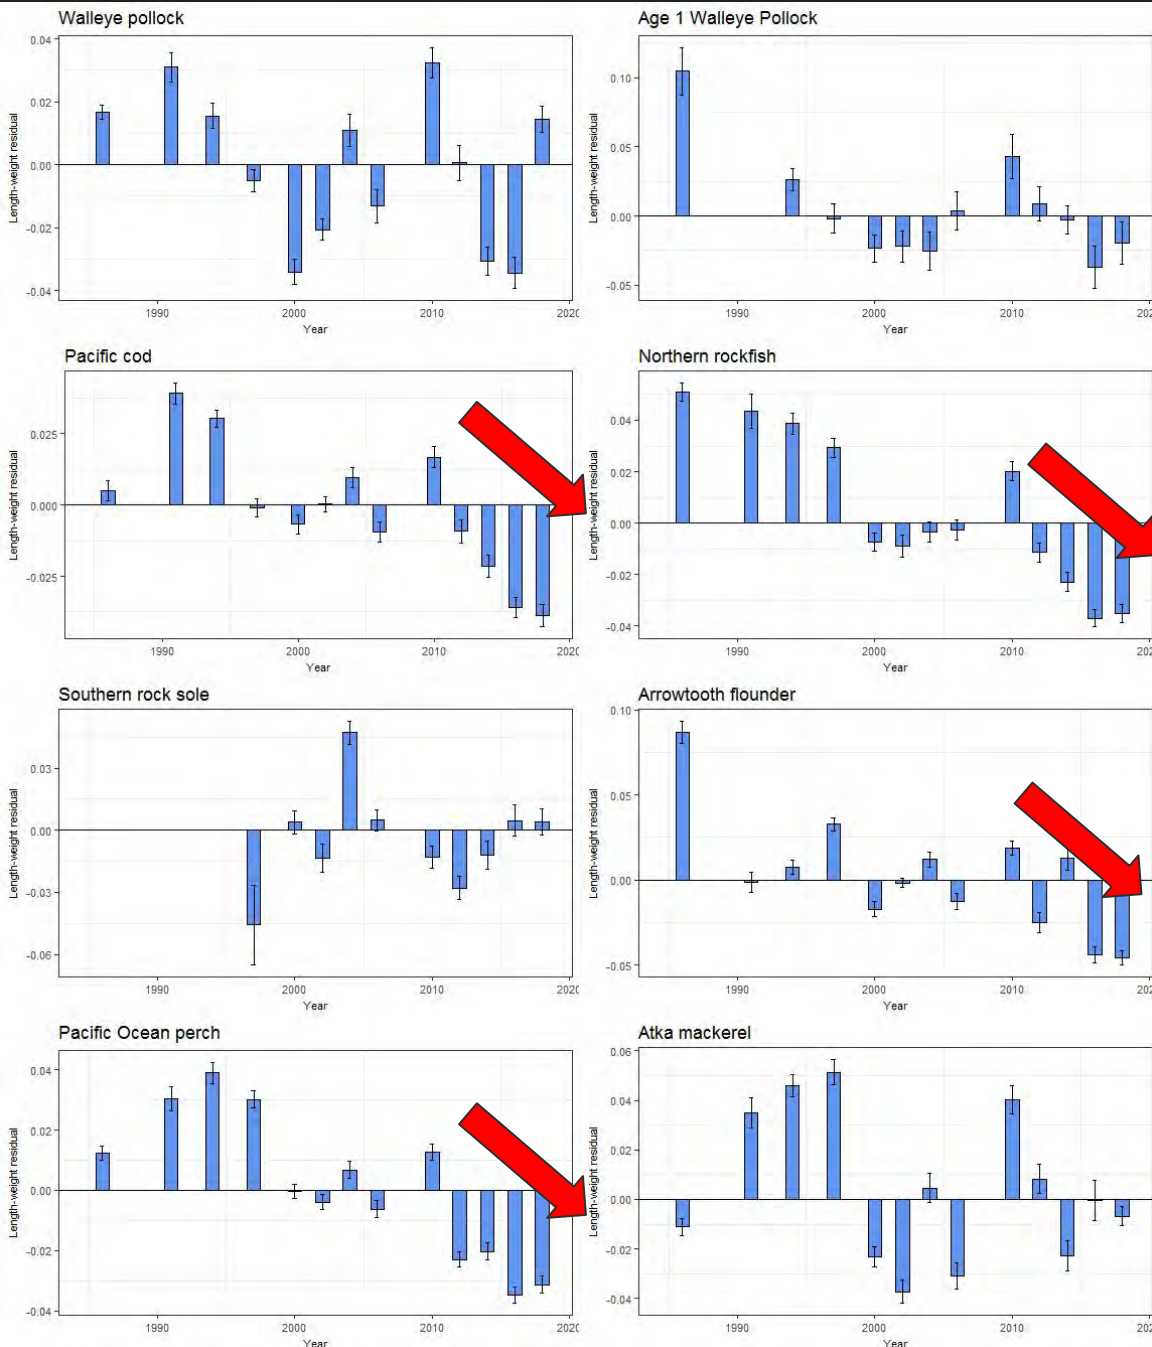 Walleye pollock
Length-weight residual
0.04
0.02
0.00
-0.02
-0.04
1990
2000
2010
2020
Year
Age 1 Walleye Pollock
Length-weight residual
0.10
0.05
0.00
-0.05
1990
2000
2010
202
Year
Pacific cod
Length-weight residual
0.025
0.000
-0.025
1990
2000
2010
2020
Year
Northern rockfish
Length-weight residual
0.04
0.02
0.00
-0.02
-0.04
1990
2000
2010
202
Year
Southern rock sole
Length-weight residual
0.03
0.00
-0.03
-0.06
1990
2000
2010
2020
Year
Arrowtooth flounder
Length-weight residual
0.10
0.05
0.00
-0.05
1990
2000
2010
202
Year
Pacific Ocean perch
Length-weight residual
0.04
0.02
0.00
-0.02
-0.04
1990
2000
2010
2020
Year
Atka mackerel
Length-weight residual
0.06
0.04
0.02
0.00
-0.02
-0.04
1990
2000
2010
202
Year